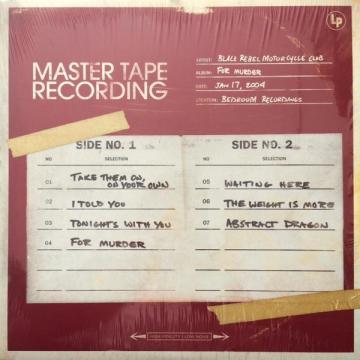 LP
MASTER TAPE
RECORDING
ARTIST: BLACK REBEL MOTORCYCLE CLUB
ALBUM: FOR MURDER
DATE: JAN 17, 2004
LOCATION: BEDROOM RECORDINGS
SIDE NO. 1
NO SELECTION
01 TAKE THEM ON,
ON YOUR OWN
02 I TOLD YOU
03 TONIGHTS WITH YOU
04 FOR MURDER
SIDE NO. 2
NO SELECTION
05 WAITING HERE
06 THE WEIGHT IS MORE
07 ABSTRACT DRAGON
HIGH FIDELITY | LOW NOISE